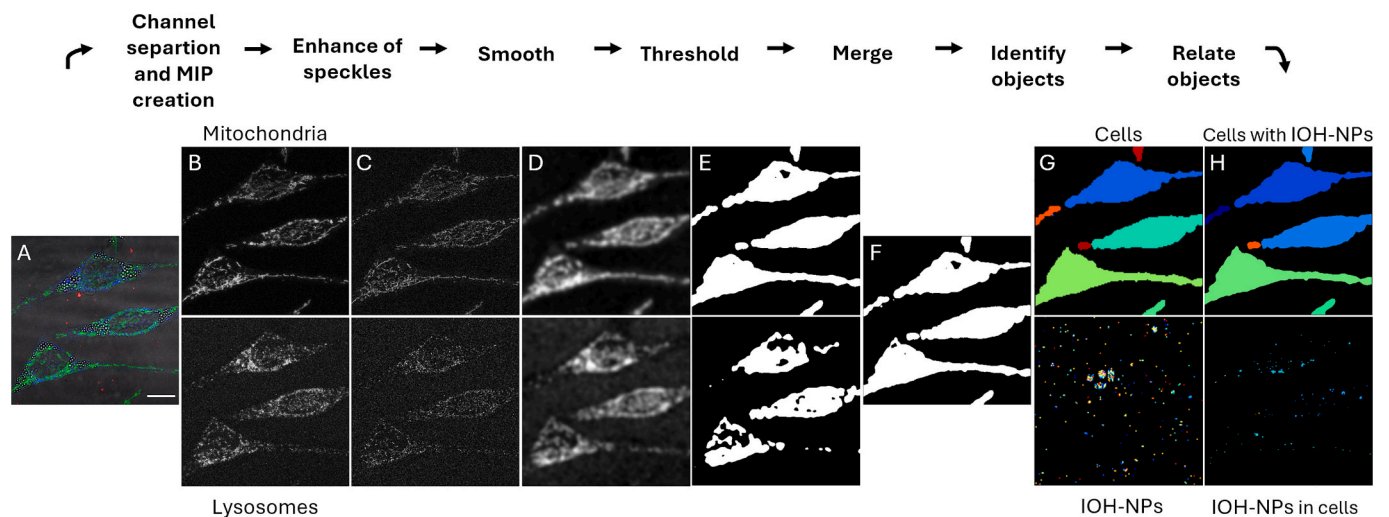 Channel
separtion
and MIP
creation
Enhance of
speckles
Smooth
Threshold
Merge
Identify
objects
Relate
objects
Mitochondria
Cells
Cells with IOH-NPs
A
B
C
D
E
F
G
H
Lysosomes
IOH-NPs
IOH-NPs in cells